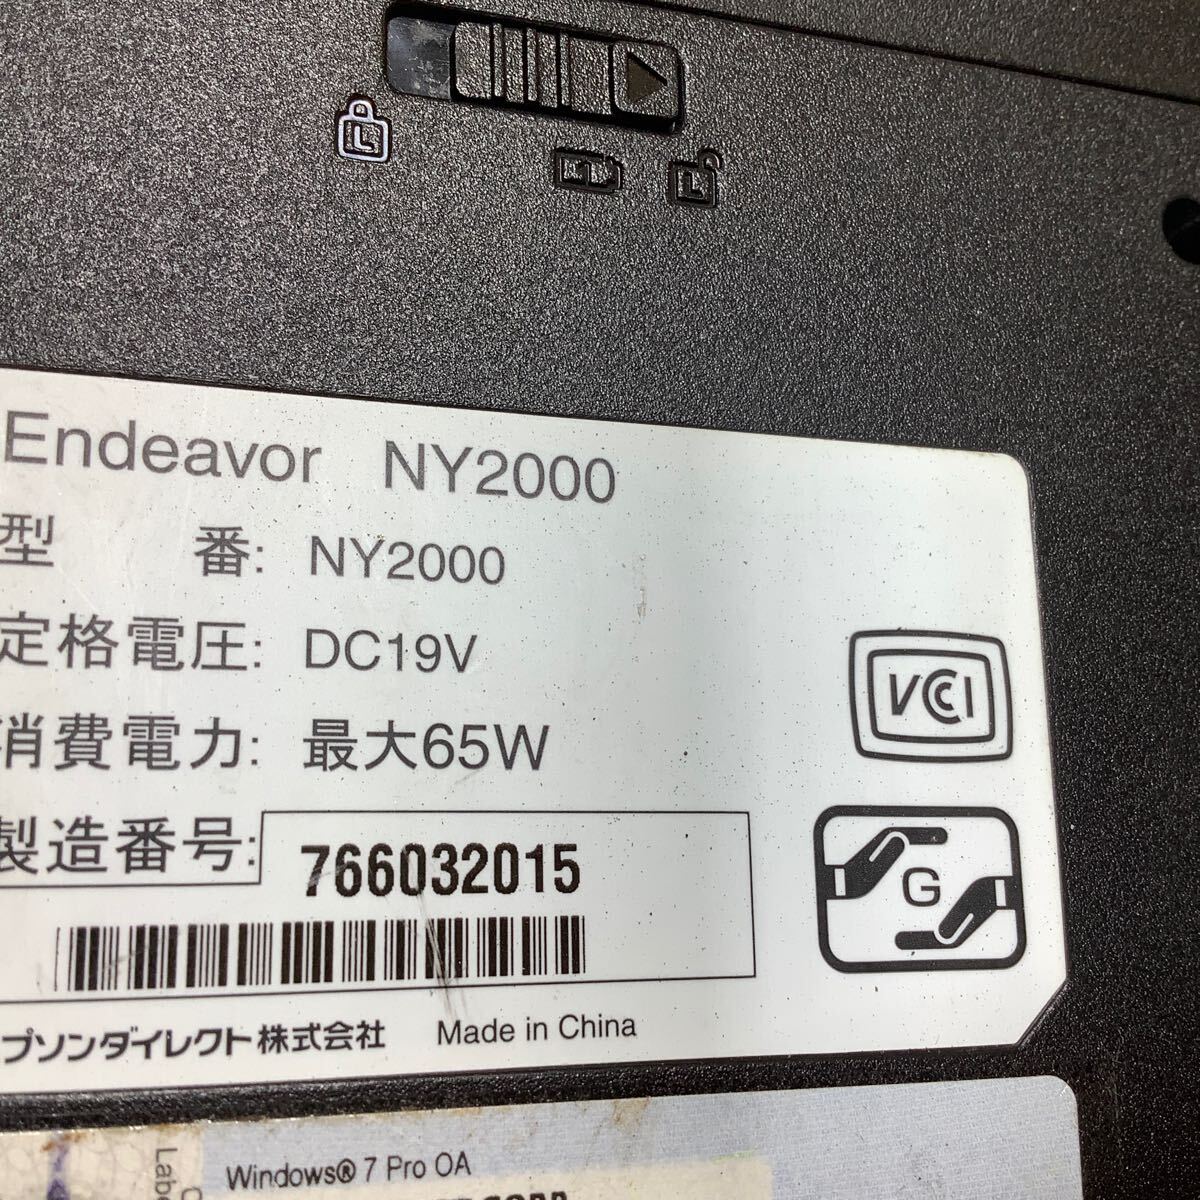 Endeavor NY2000
型 番: NY2000
定格電圧: DC19V
消費電力: 最大65W
製造番号: 766032015
プソンダイレクト株式会社 Made in China
VCCI
G
Windows® 7 Pro OA